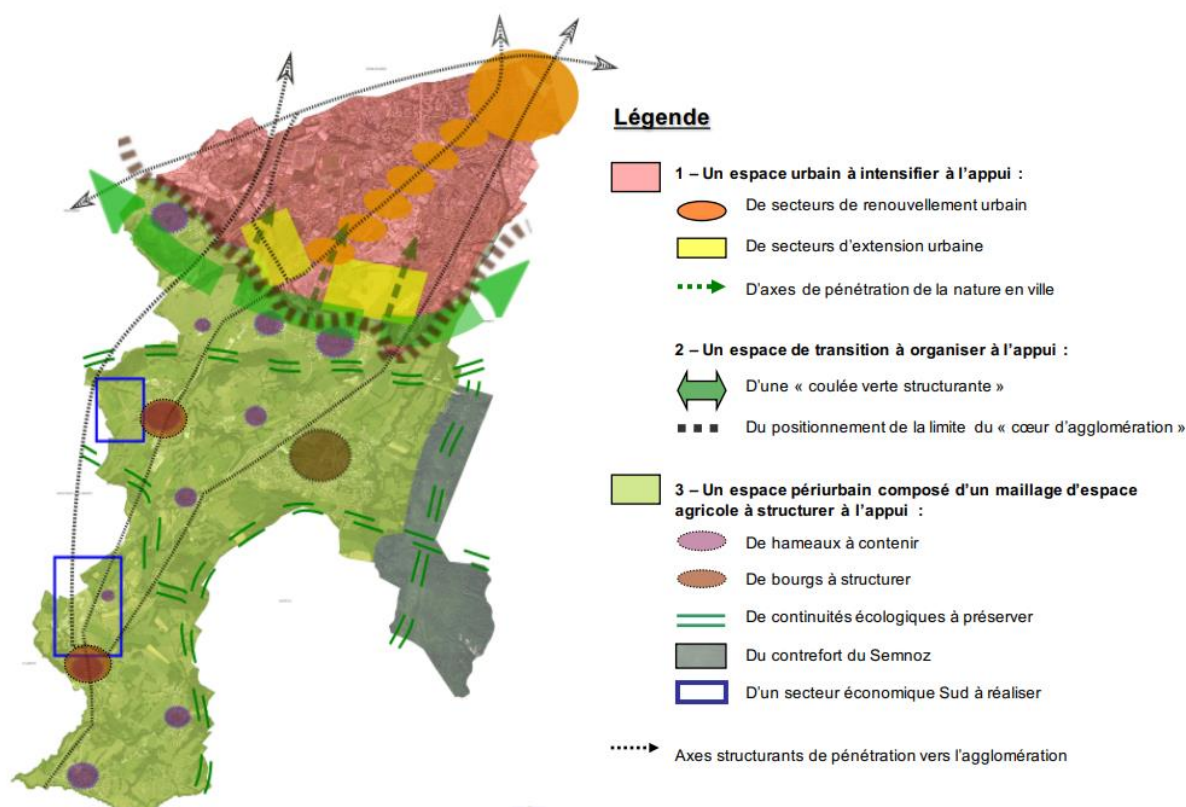 Légende
1 – Un espace urbain à intensifier à l'appui :
De secteurs de renouvellement urbain
De secteurs d'extension urbaine
D'axes de pénétration de la nature en ville
2 – Un espace de transition à organiser à l'appui :
D'une « coulée verte structurante »
Du positionnement de la limite du « cœur d'agglomération »
3 – Un espace périurbain composé d'un maillage d'espace
agricole à structurer à l'appui :
De hameaux à contenir
De bourgs à structurer
De continuités écologiques à préserver
Du contrefort du Semnoz
D'un secteur économique Sud à réaliser
Axes structurants de pénétration vers l'agglomération